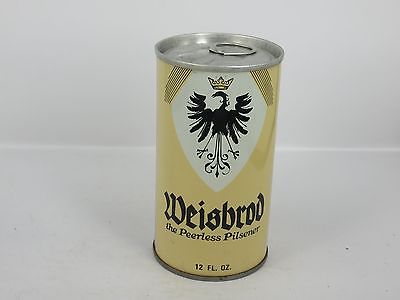 Weisbrod
the Peerless Pilsener
12 FL. OZ.